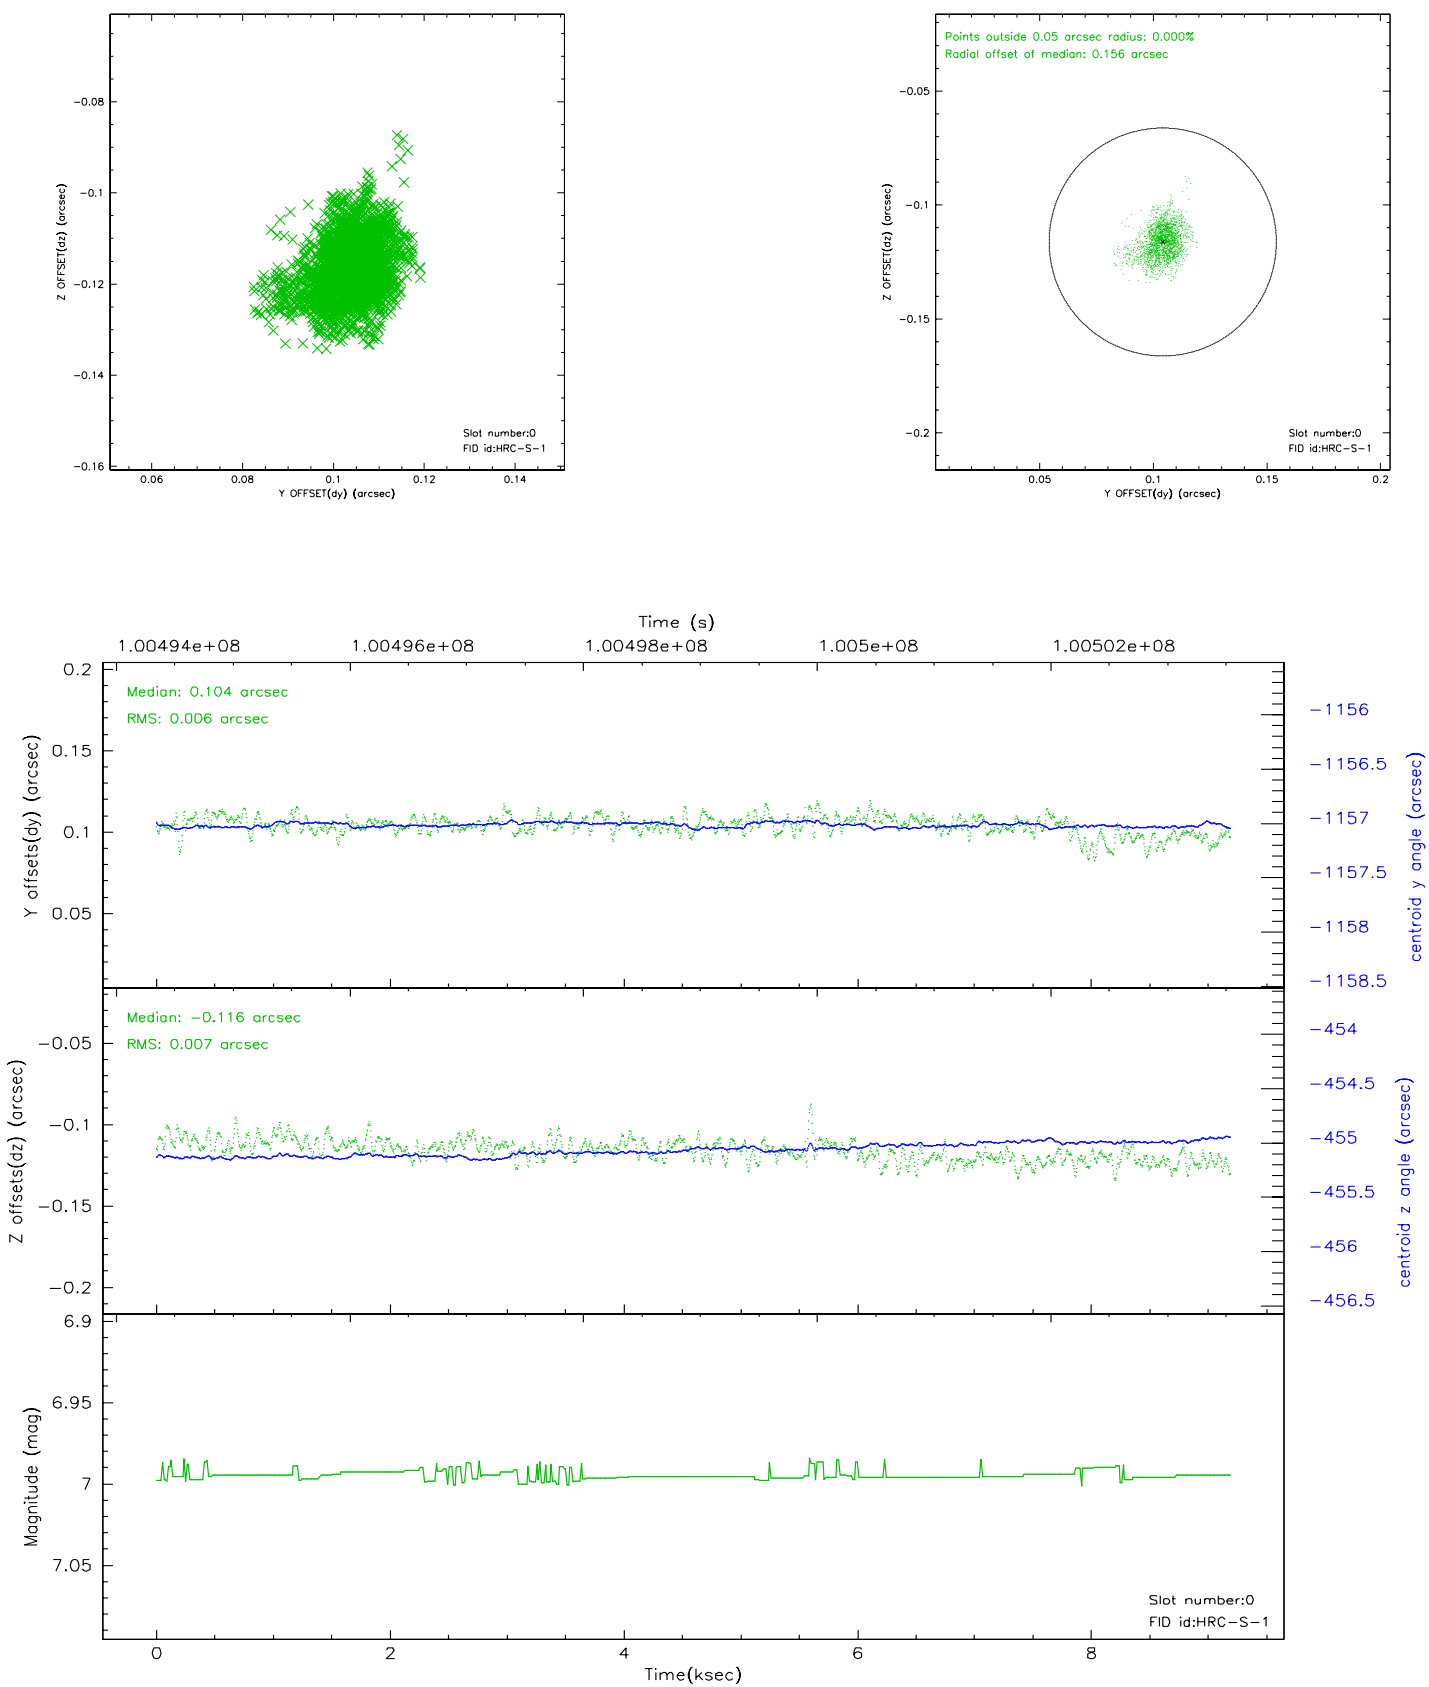 −0.08
−0.1
−0.12
−0.14
−0.16
Z OFFSET(dz) (arcsec)
0.06 0.08 0.1 0.12 0.14
Y OFFSET(dy) (arcsec)
Slot number:0
FID id:HRC−S−1
Points outside 0.05 arcsec radius: 0.000%
Radial offset of median: 0.156 arcsec
−0.05
−0.1
−0.15
−0.2
Z OFFSET(dz) (arcsec)
0.05 0.1 0.15 0.2
Y OFFSET(dy) (arcsec)
Slot number:0
FID id:HRC−S−1
Time (s)
1.00494e+08 1.00496e+08 1.00498e+08 1.005e+08 1.00502e+08
Median: 0.104 arcsec
RMS: 0.006 arcsec
0.2
0.15
0.1
0.05
Y offsets(dy) (arcsec)
−1156
−1156.5
−1157
−1157.5
−1158
−1158.5
centroid y angle (arcsec)
Median: −0.116 arcsec
RMS: 0.007 arcsec
−0.05
−0.1
−0.15
−0.2
Z offsets(dz) (arcsec)
−454
−454.5
−455
−455.5
−456
−456.5
centroid z angle (arcsec)
6.9
6.95
7
7.05
Magnitude (mag)
Slot number:0
FID id:HRC−S−1
0 2 4 6 8
Time(ksec)